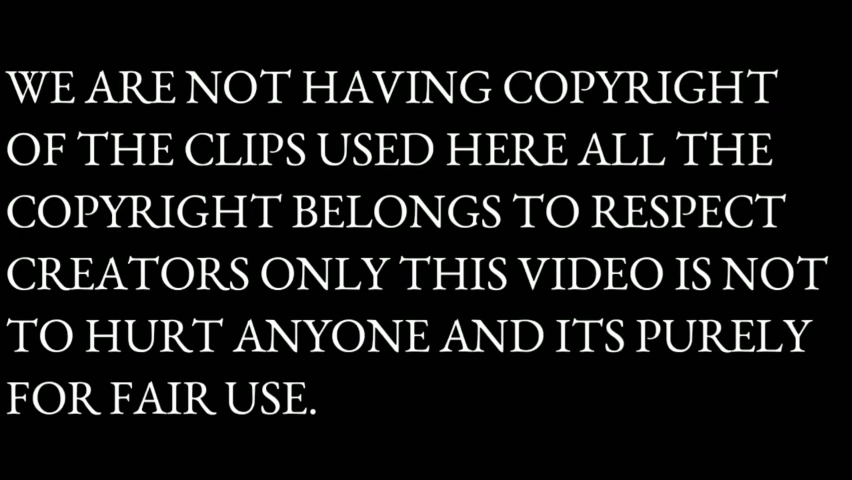 WE ARE NOT HAVING COPYRIGHT
OF THE CLIPS USED HERE ALL THE
COPYRIGHT BELONGS TO RESPECT
CREATORS ONLY THIS VIDEO IS NOT
TO HURT ANYONE AND ITS PURELY
FOR FAIR USE.